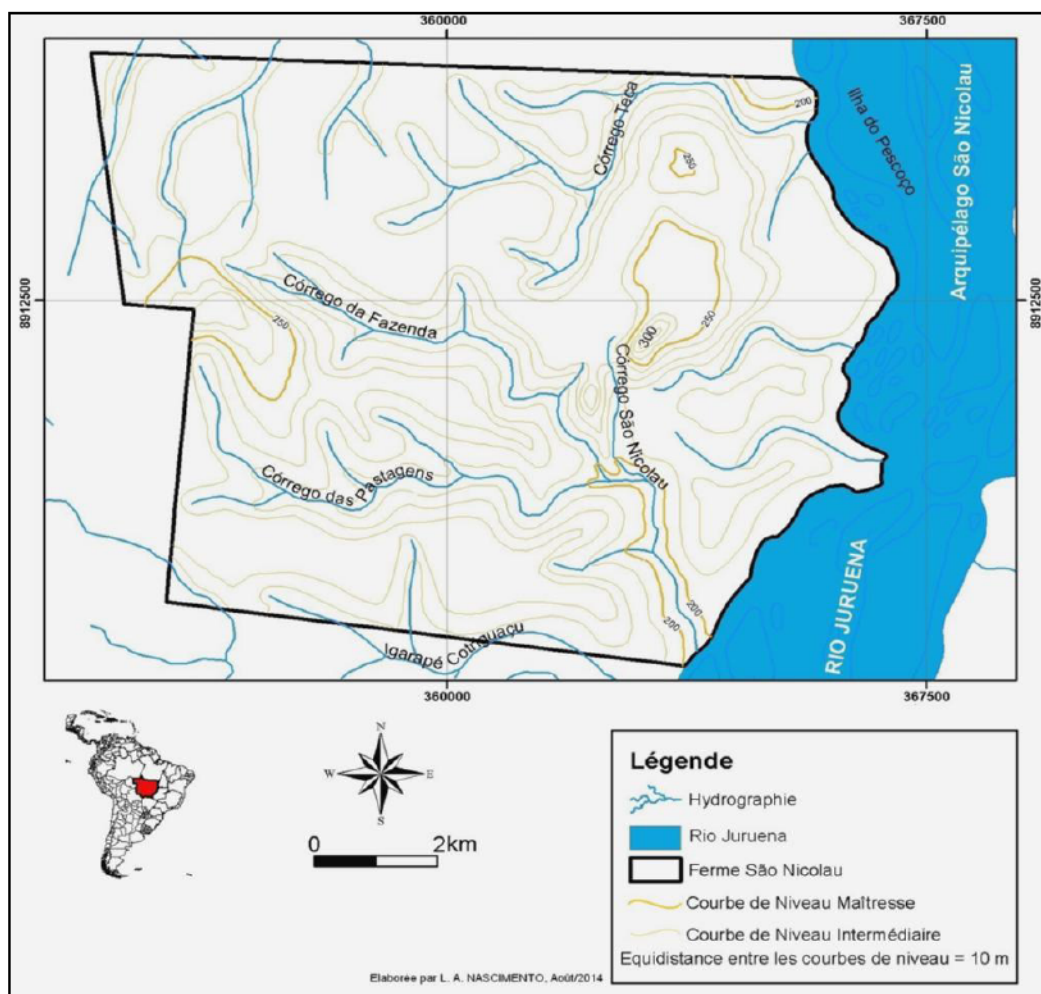 360000
367500
200
Ilha do Pescoço
Arquipélago São Nicolau
Córrego Teca
250
8912500
8912500
Córrego da Fazenda
250
300
250
Córrego São Nicolau
Córrego das Pastagens
200
200
Igarapé Cotriguaçu
RIO JURUENA
360000
367500
N
W
E
S
0
2km
Légende
Hydrographie
Rio Juruena
Ferme São Nicolau
Courbe de Niveau Maîtresse
Courbe de Niveau Intermédiaire
Equidistance entre les courbes de niveau = 10 m
Elaborée par L. A. NASCIMENTO, Août/2014